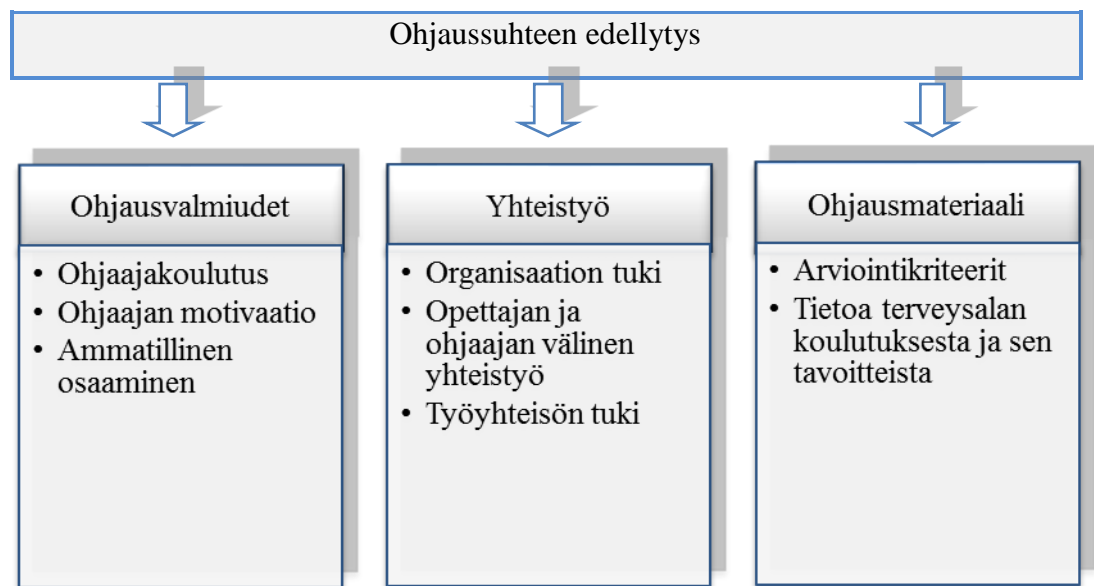 Ohjaussuhteen edellytys
Ohjausvalmiudet
• Ohjaajakoulutus
• Ohjaajan motivaatio
• Ammatillinen
osaaminen
Yhteistyö
• Organisaation tuki
• Opettajan ja
ohjaajan välinen
yhteistyö
• Työyhteisön tuki
Ohjausmateriaali
• Arviointikriteerit
• Tietoa terveysalan
koulutuksesta ja sen
tavoitteista